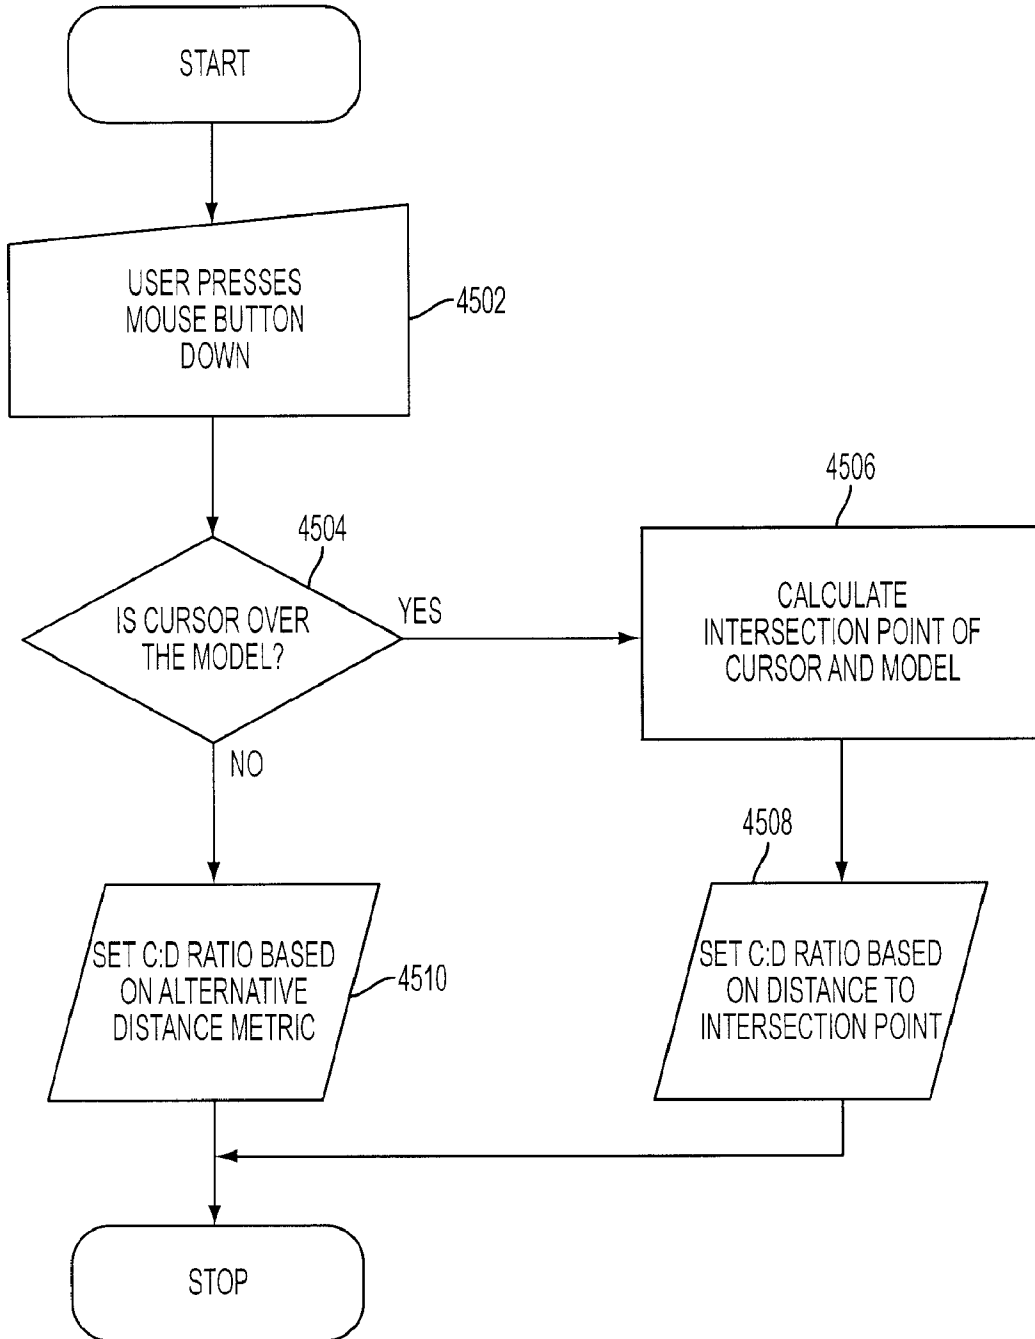 START
USER PRESSES
MOUSE BUTTON
DOWN
4502
4504
IS CURSOR OVER
THE MODEL?
YES
NO
4506
CALCULATE
INTERSECTION POINT OF
CURSOR AND MODEL
4508
SET C:D RATIO BASED
ON DISTANCE TO
INTERSECTION POINT
SET C:D RATIO BASED
ON ALTERNATIVE
DISTANCE METRIC
4510
STOP